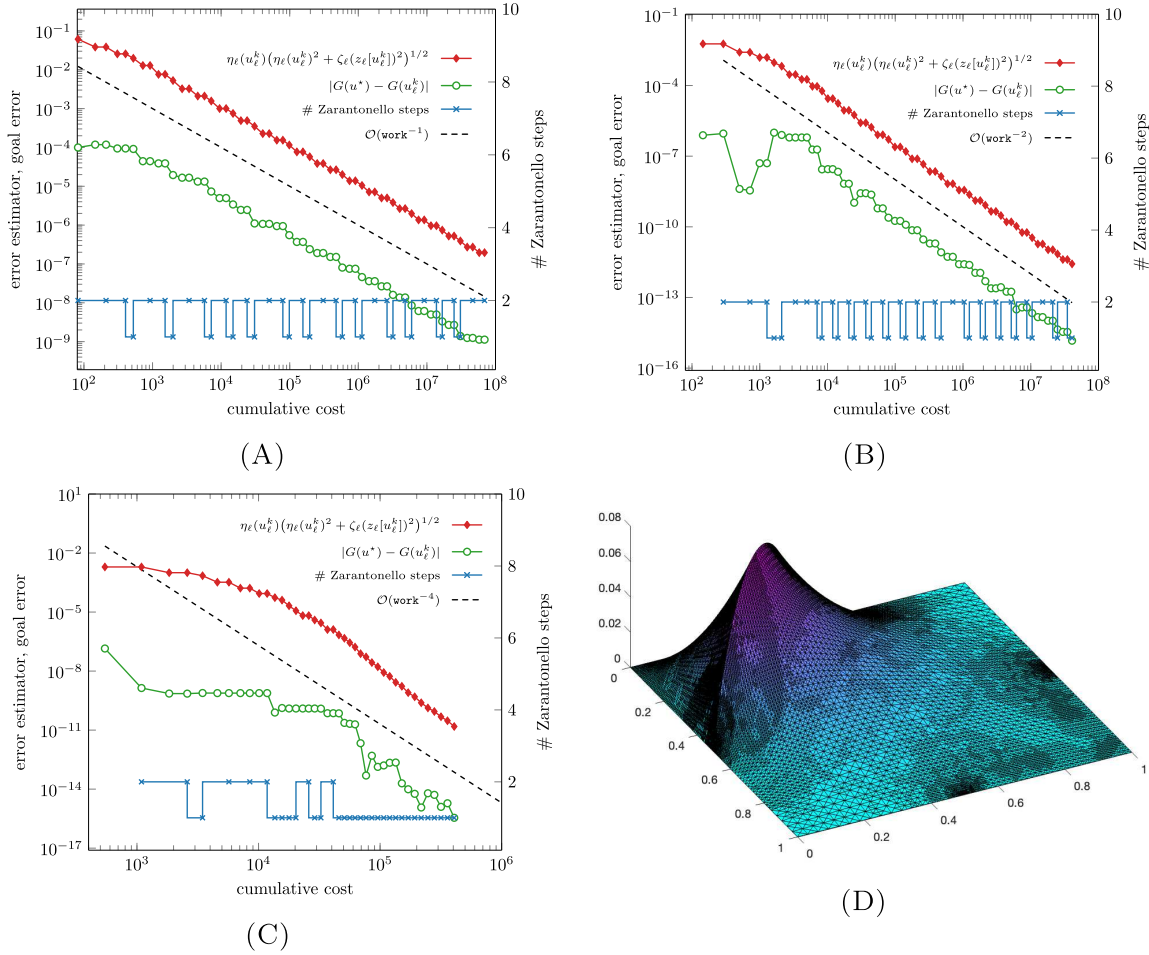 10^{-1}
10^{-2}
10^{-3}
10^{-4}
10^{-5}
10^{-6}
10^{-7}
10^{-8}
10^{-9}
error estimator, goal error
η_ℓ(u_ℓ^k)(η_ℓ(u_ℓ^k)^2 + ζ_ℓ(z_ℓ[u_ℓ^k])^2)^{1/2}
|G(u^⋆) − G(u_ℓ^k)|
# Zarantonello steps
O(work^{−1})
10
8
6
4
2
# Zarantonello steps
10^2 10^3 10^4 10^5 10^6 10^7 10^8
cumulative cost
(A)
10^{-1}
10^{-4}
10^{-7}
10^{-10}
10^{-13}
10^{-16}
error estimator, goal error
η_ℓ(u_ℓ^k)(η_ℓ(u_ℓ^k)^2 + ζ_ℓ(z_ℓ[u_ℓ^k])^2)^{1/2}
|G(u^⋆) − G(u_ℓ^k)|
# Zarantonello steps
O(work^{−2})
10
8
6
4
2
# Zarantonello steps
10^2 10^3 10^4 10^5 10^6 10^7 10^8
cumulative cost
(B)
10^1
10^{-2}
10^{-5}
10^{-8}
10^{-11}
10^{-14}
10^{-17}
error estimator, goal error
η_ℓ(u_ℓ^k)(η_ℓ(u_ℓ^k)^2 + ζ_ℓ(z_ℓ[u_ℓ^k])^2)^{1/2}
|G(u^⋆) − G(u_ℓ^k)|
# Zarantonello steps
O(work^{−4})
10
8
6
4
2
# Zarantonello steps
10^3 10^4 10^5 10^6
cumulative cost
(C)
0.08
0.06
0.04
0.02
0
0
0.2
0.4
0.6
0.8
1
0
0.2
0.4
0.6
0.8
1
(D)